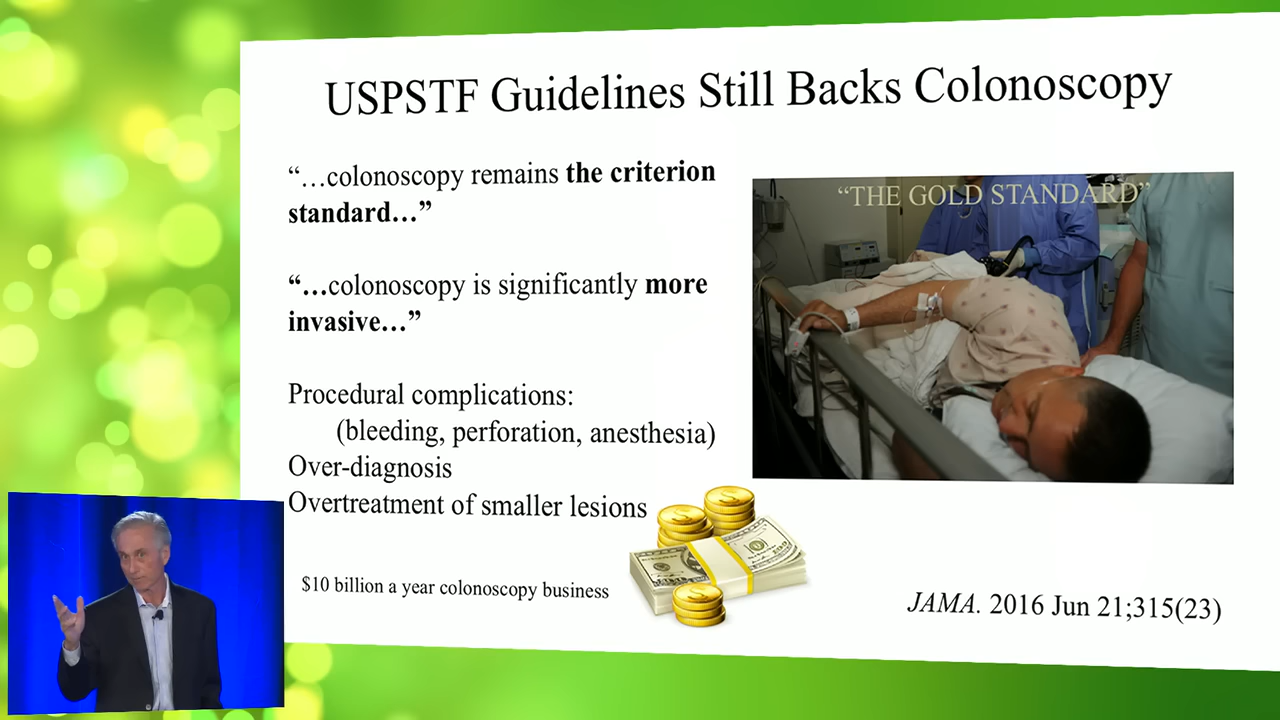 USPSTF Guidelines Still Backs Colonoscopy
“…colonoscopy remains the criterion
standard…”
“…colonoscopy is significantly more
invasive…”
Procedural complications:
(bleeding, perforation, anesthesia)
Over-diagnosis
Overtreatment of smaller lesions
$10 billion a year colonoscopy business
“THE GOLD STANDARD”
JAMA. 2016 Jun 21;315(23)